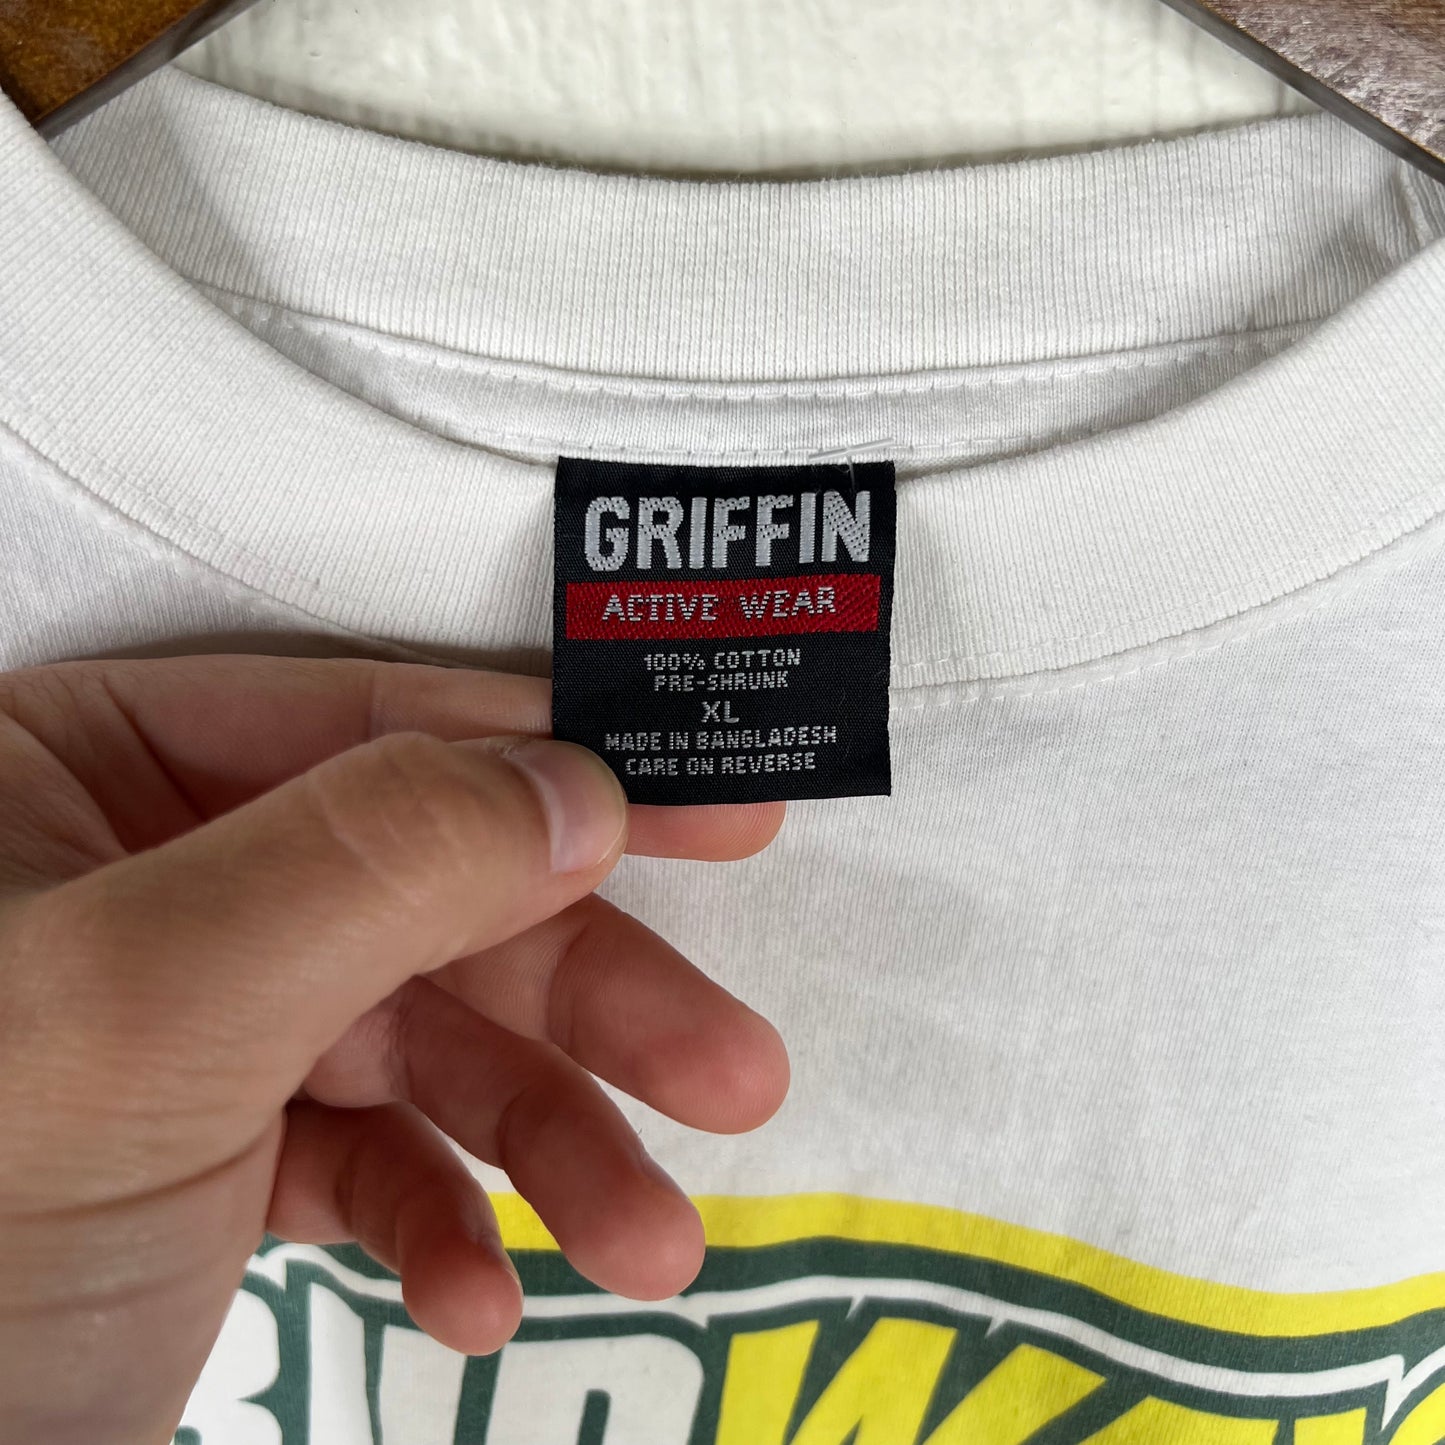 GRIFFIN
ACTIVE WEAR
100% COTTON
PRE-SHRUNK
XL
MADE IN BANGLADESH
CARE ON REVERSE